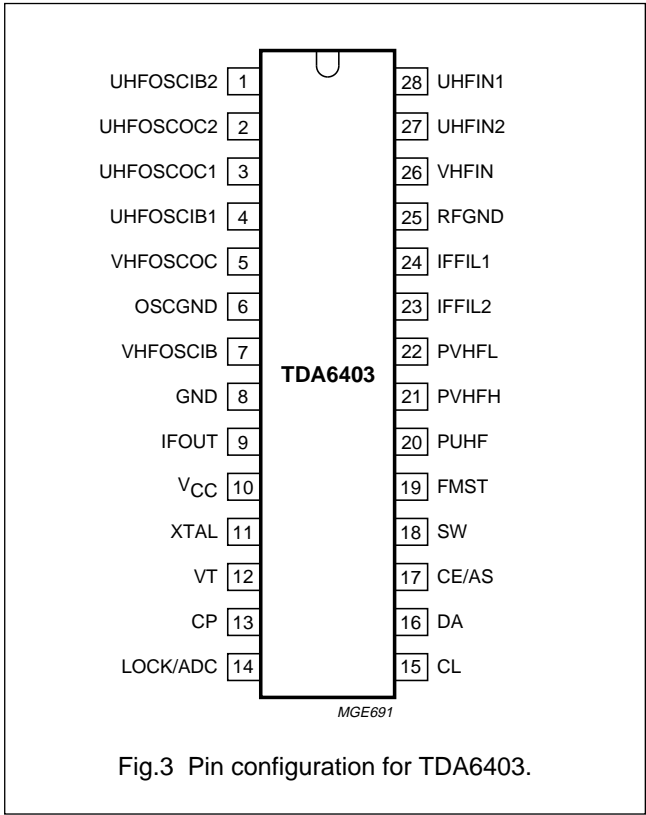 UHFOSCIB2 1 28 UHFIN1
UHFOSCOC2 2 27 UHFIN2
UHFOSCOC1 3 26 VHFIN
UHFOSCIB1 4 25 RFGND
VHFOSCOC 5 24 IFFIL1
OSCGND 6 23 IFFIL2
VHFOSCIB 7 22 PVHFL
TDA6403
GND 8 21 PVHFH
IFOUT 9 20 PUHF
VCC 10 19 FMST
XTAL 11 18 SW
VT 12 17 CE/AS
CP 13 16 DA
LOCK/ADC 14 15 CL
MGE691
Fig.3 Pin configuration for TDA6403.